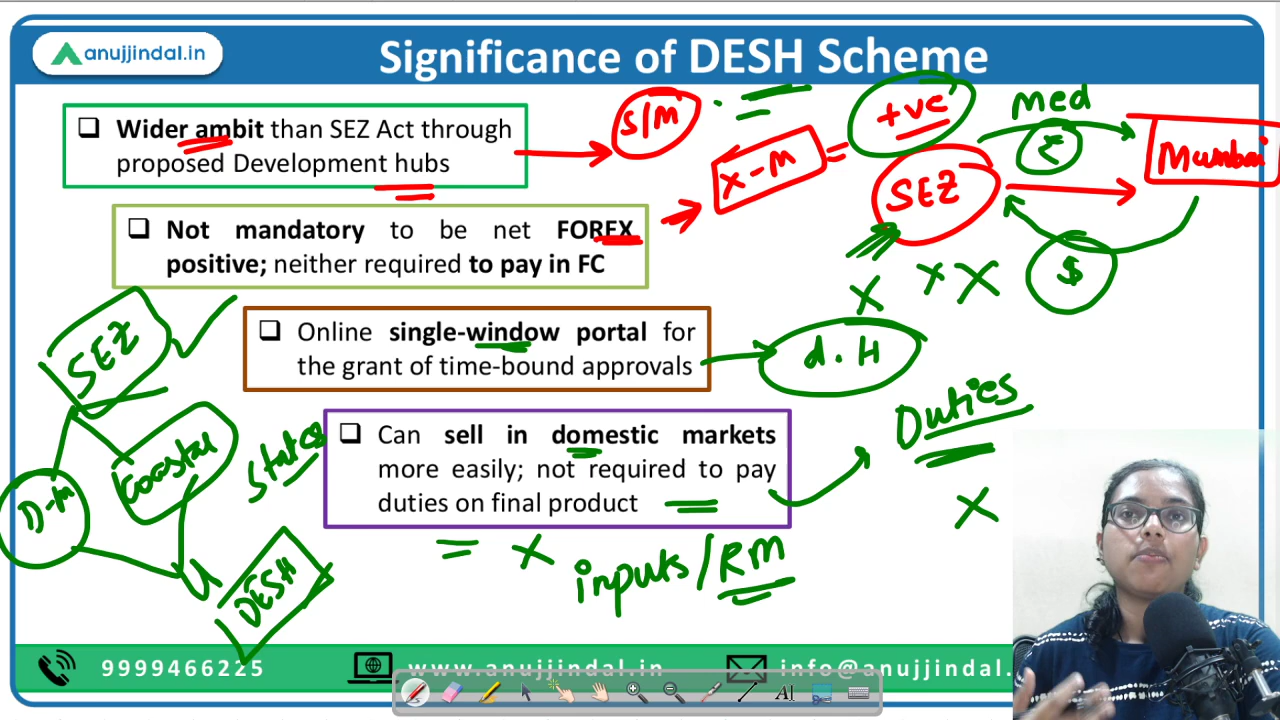 anujjindal.in
Significance of DESH Scheme
Wider ambit than SEZ Act through
proposed Development hubs
S/M
X-M
=
+ve
SEZ
med
₹
Mumbai
$
Not mandatory to be net FOREX
positive; neither required to pay in FC
Online single-window portal for
the grant of time-bound approvals
d.H
Can sell in domestic markets
more easily; not required to pay
duties on final product
Duties
inputs/RM
SEZ
Coastal
States
D-M
DESH
9999466225
www.anujjindal.in
info@anujjindal.